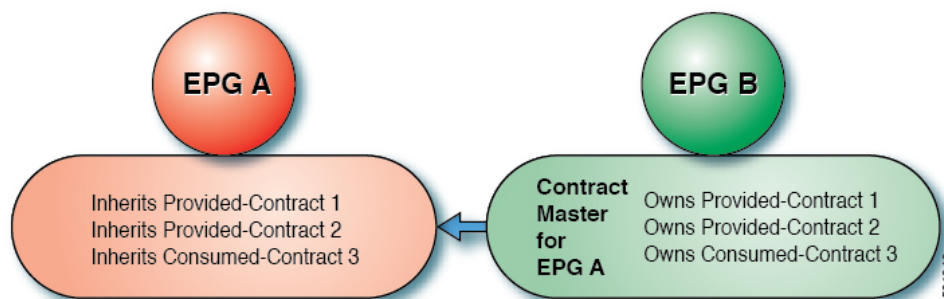 EPG A
EPG B
Inherits Provided-Contract 1
Inherits Provided-Contract 2
Inherits Consumed-Contract 3
Contract
Master
for
EPG A
Owns Provided-Contract 1
Owns Provided-Contract 2
Owns Consumed-Contract 3